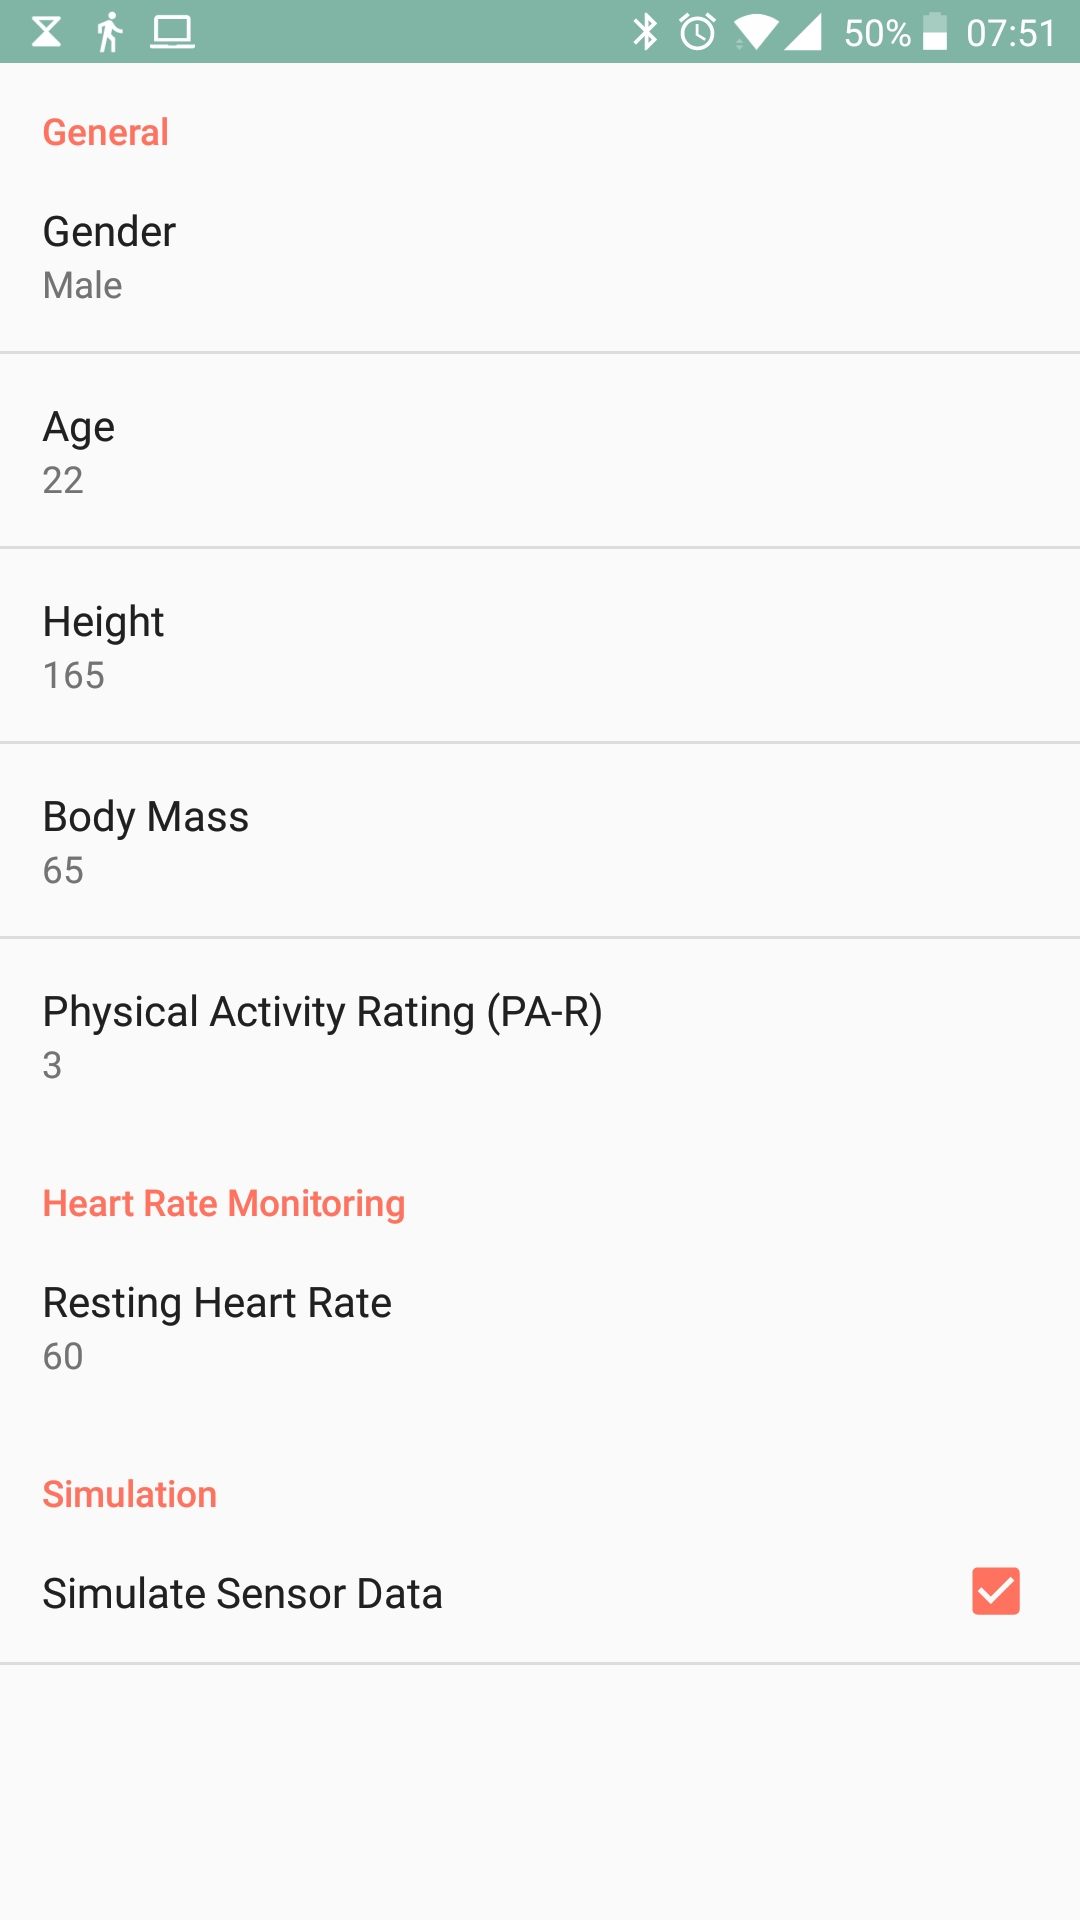 50% 07:51
General
Gender
Male
Age
22
Height
165
Body Mass
65
Physical Activity Rating (PA-R)
3
Heart Rate Monitoring
Resting Heart Rate
60
Simulation
Simulate Sensor Data